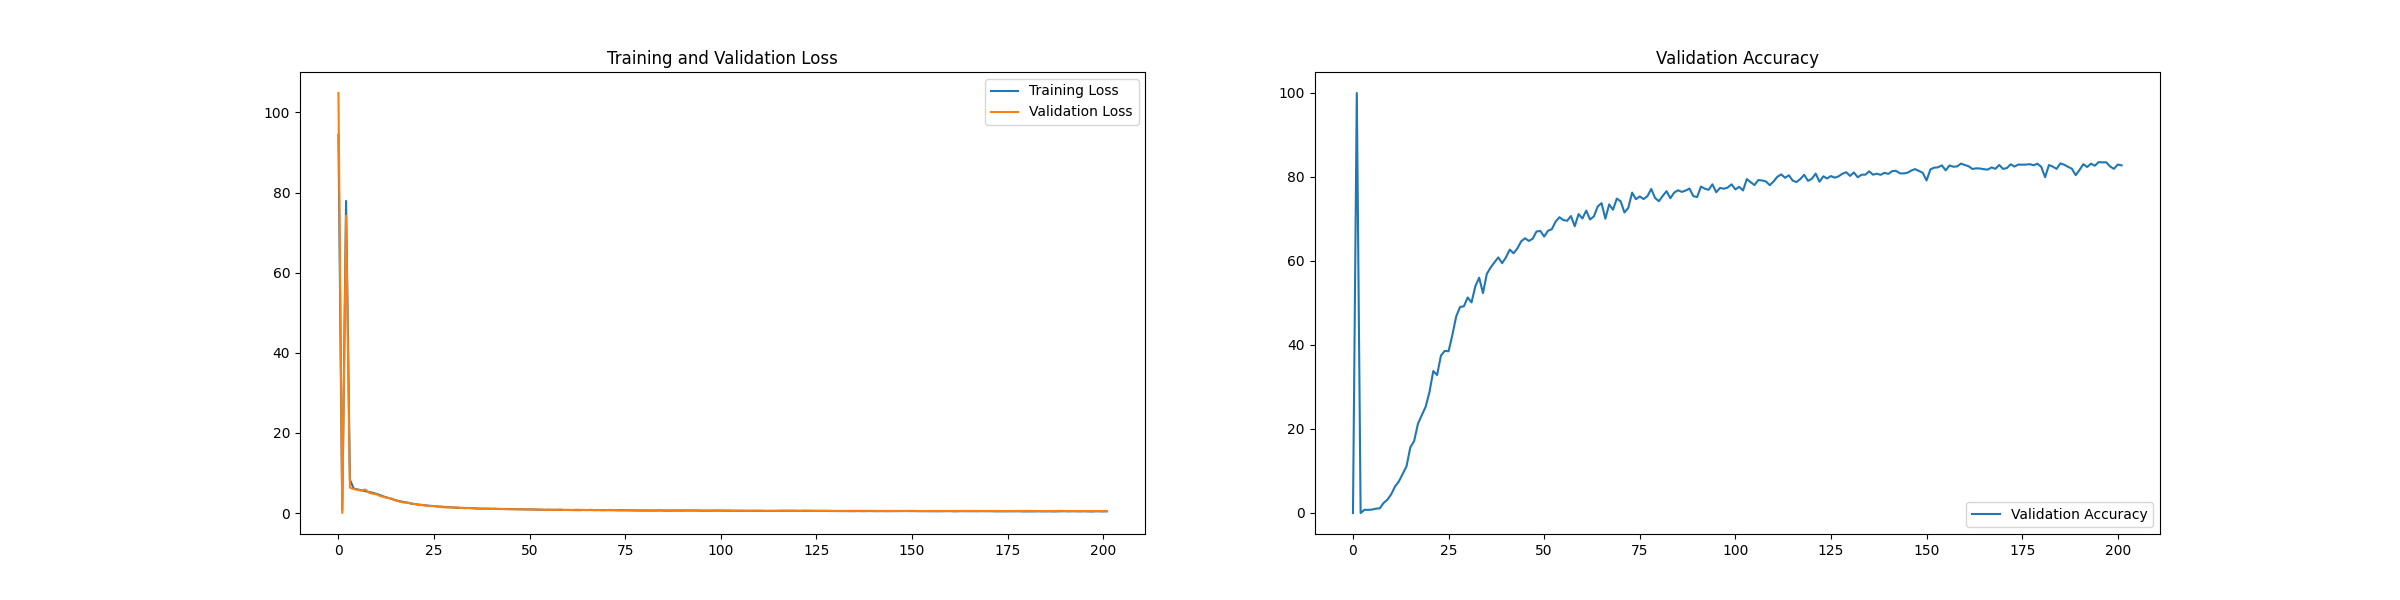 Training and Validation Loss
Training Loss
Validation Loss
100
80
60
40
20
0
0 25 50 75 100 125 150 175 200
Validation Accuracy
100
80
60
40
20
0
Validation Accuracy
0 25 50 75 100 125 150 175 200